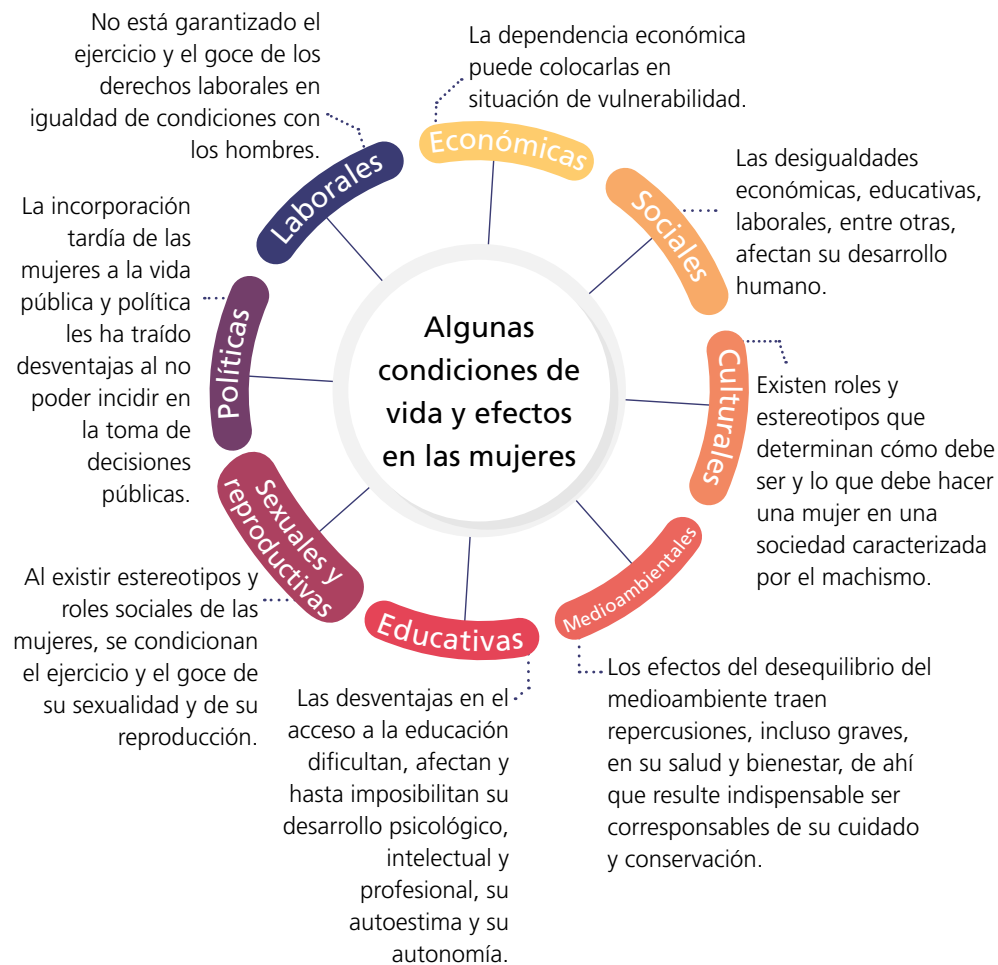 Algunas
condiciones de
vida y efectos
en las mujeres
Económicas
La dependencia económica
puede colocarlas en
situación de vulnerabilidad.
Sociales
Las desigualdades
económicas, educativas,
laborales, entre otras,
afectan su desarrollo
humano.
Culturales
Existen roles y
estereotipos que
determinan cómo debe
ser y lo que debe hacer
una mujer en una
sociedad caracterizada
por el machismo.
Medioambientales
Los efectos del desequilibrio del
medioambiente traen
repercusiones, incluso graves,
en su salud y bienestar, de ahí
que resulte indispensable ser
corresponsables de su cuidado
y conservación.
Educativas
Las desventajas en el
acceso a la educación
dificultan, afectan y
hasta imposibilitan su
desarrollo psicológico,
intelectual y
profesional, su
autoestima y su
autonomía.
Sexuales y
reproductivas
Al existir estereotipos y
roles sociales de las
mujeres, se condicionan
el ejercicio y el goce de
su sexualidad y de su
reproducción.
Políticas
La incorporación
tardía de las
mujeres a la vida
pública y política
les ha traído
desventajas al no
poder incidir en
la toma de
decisiones
públicas.
Laborales
No está garantizado el
ejercicio y el goce de los
derechos laborales en
igualdad de condiciones con
los hombres.